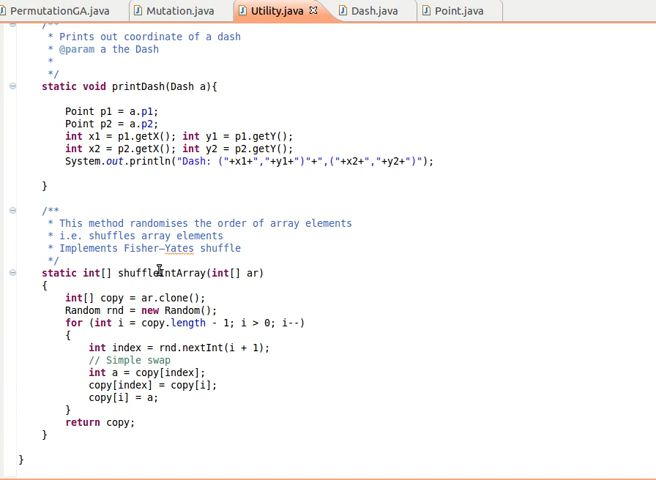 PermutationGA.java Mutation.java Utility.java Dash.java Point.java
/**
* Prints out coordinate of a dash
* @param a the Dash
*
*/
static void printDash(Dash a){
Point p1 = a.p1;
Point p2 = a.p2;
int x1 = p1.getX(); int y1 = p1.getY();
int x2 = p2.getX(); int y2 = p2.getY();
System.out.println("Dash: ("+x1+","+y1+")"+",("+x2+","+y2+")");
}
/**
* This method randomises the order of array elements
* i.e. shuffles array elements
* Implements Fisher–Yates shuffle
*/
static int[] shuffleIntArray(int[] ar)
{
int[] copy = ar.clone();
Random rnd = new Random();
for (int i = copy.length - 1; i > 0; i--)
{
int index = rnd.nextInt(i + 1);
// Simple swap
int a = copy[index];
copy[index] = copy[i];
copy[i] = a;
}
return copy;
}
}